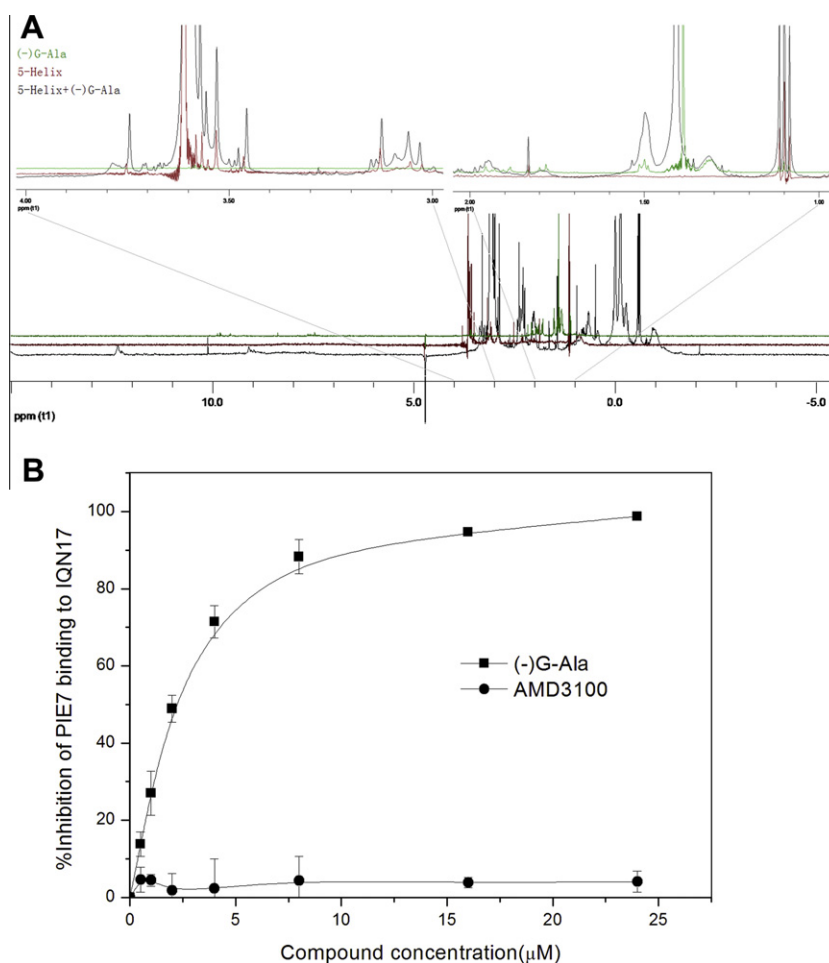 A
(-)G-Ala
5-Helix
5-Helix+(-)G-Ala
4.00 3.50 3.00
ppm (t1)
2.00 1.50 1.00
ppm (t1)
10.0 5.0 0.0 -5.0
ppm (t1)
B
%Inhibition of PIE7 binding to IQN17
100
80
60
40
20
0
(-)G-Ala
AMD3100
0 5 10 15 20 25
Compound concentration(μM)